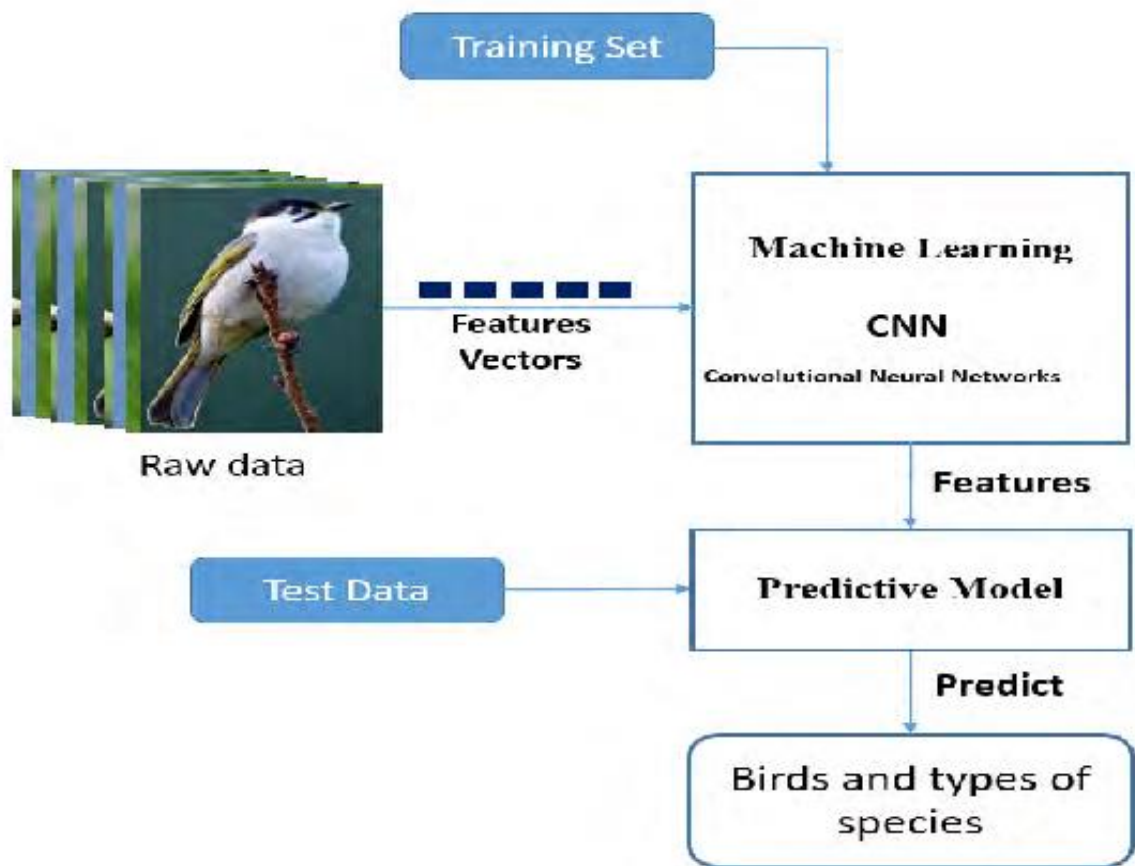 Training Set
Machine Learning
CNN
Convolutional Neural Networks
Features
Vectors
Raw data
Features
Test Data
Predictive Model
Predict
Birds and types of
species